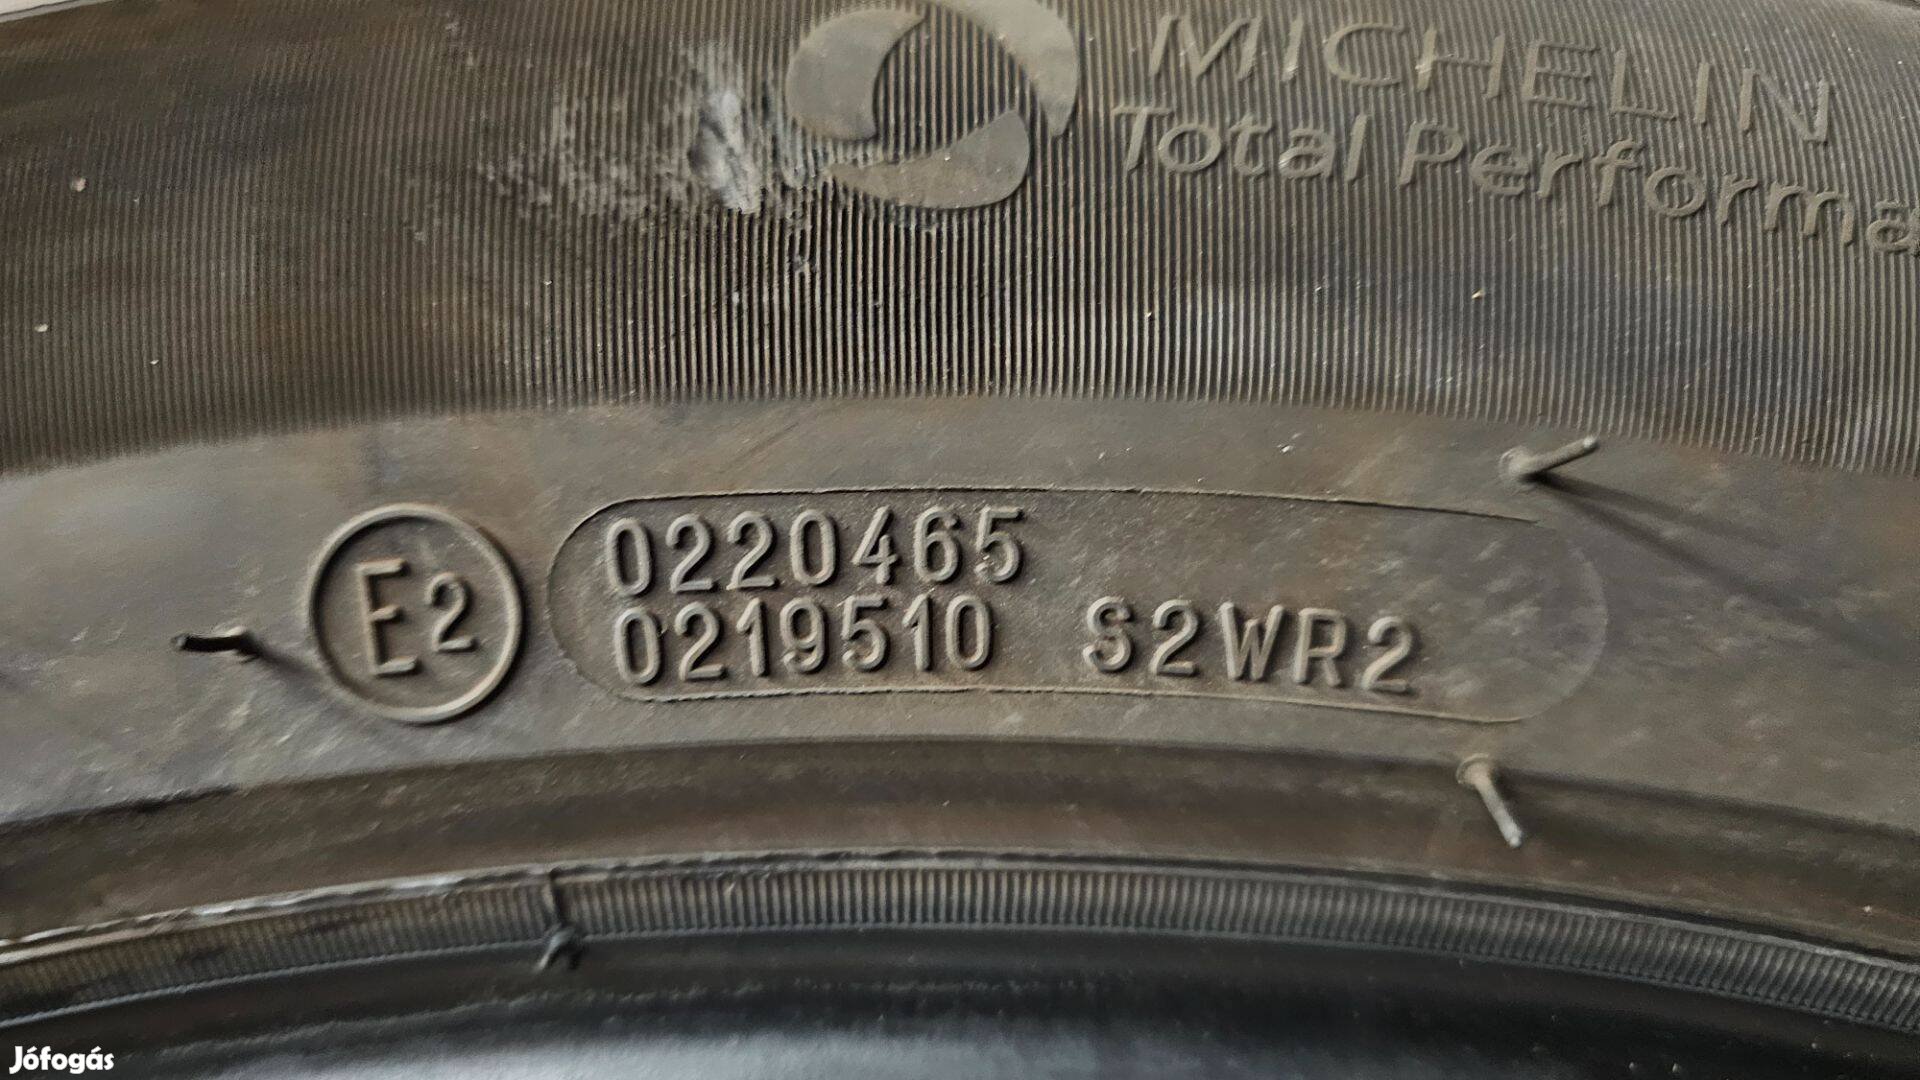 MICHELIN
Total Performa
E2
0220465
0219510 S2WR2
Jófogás